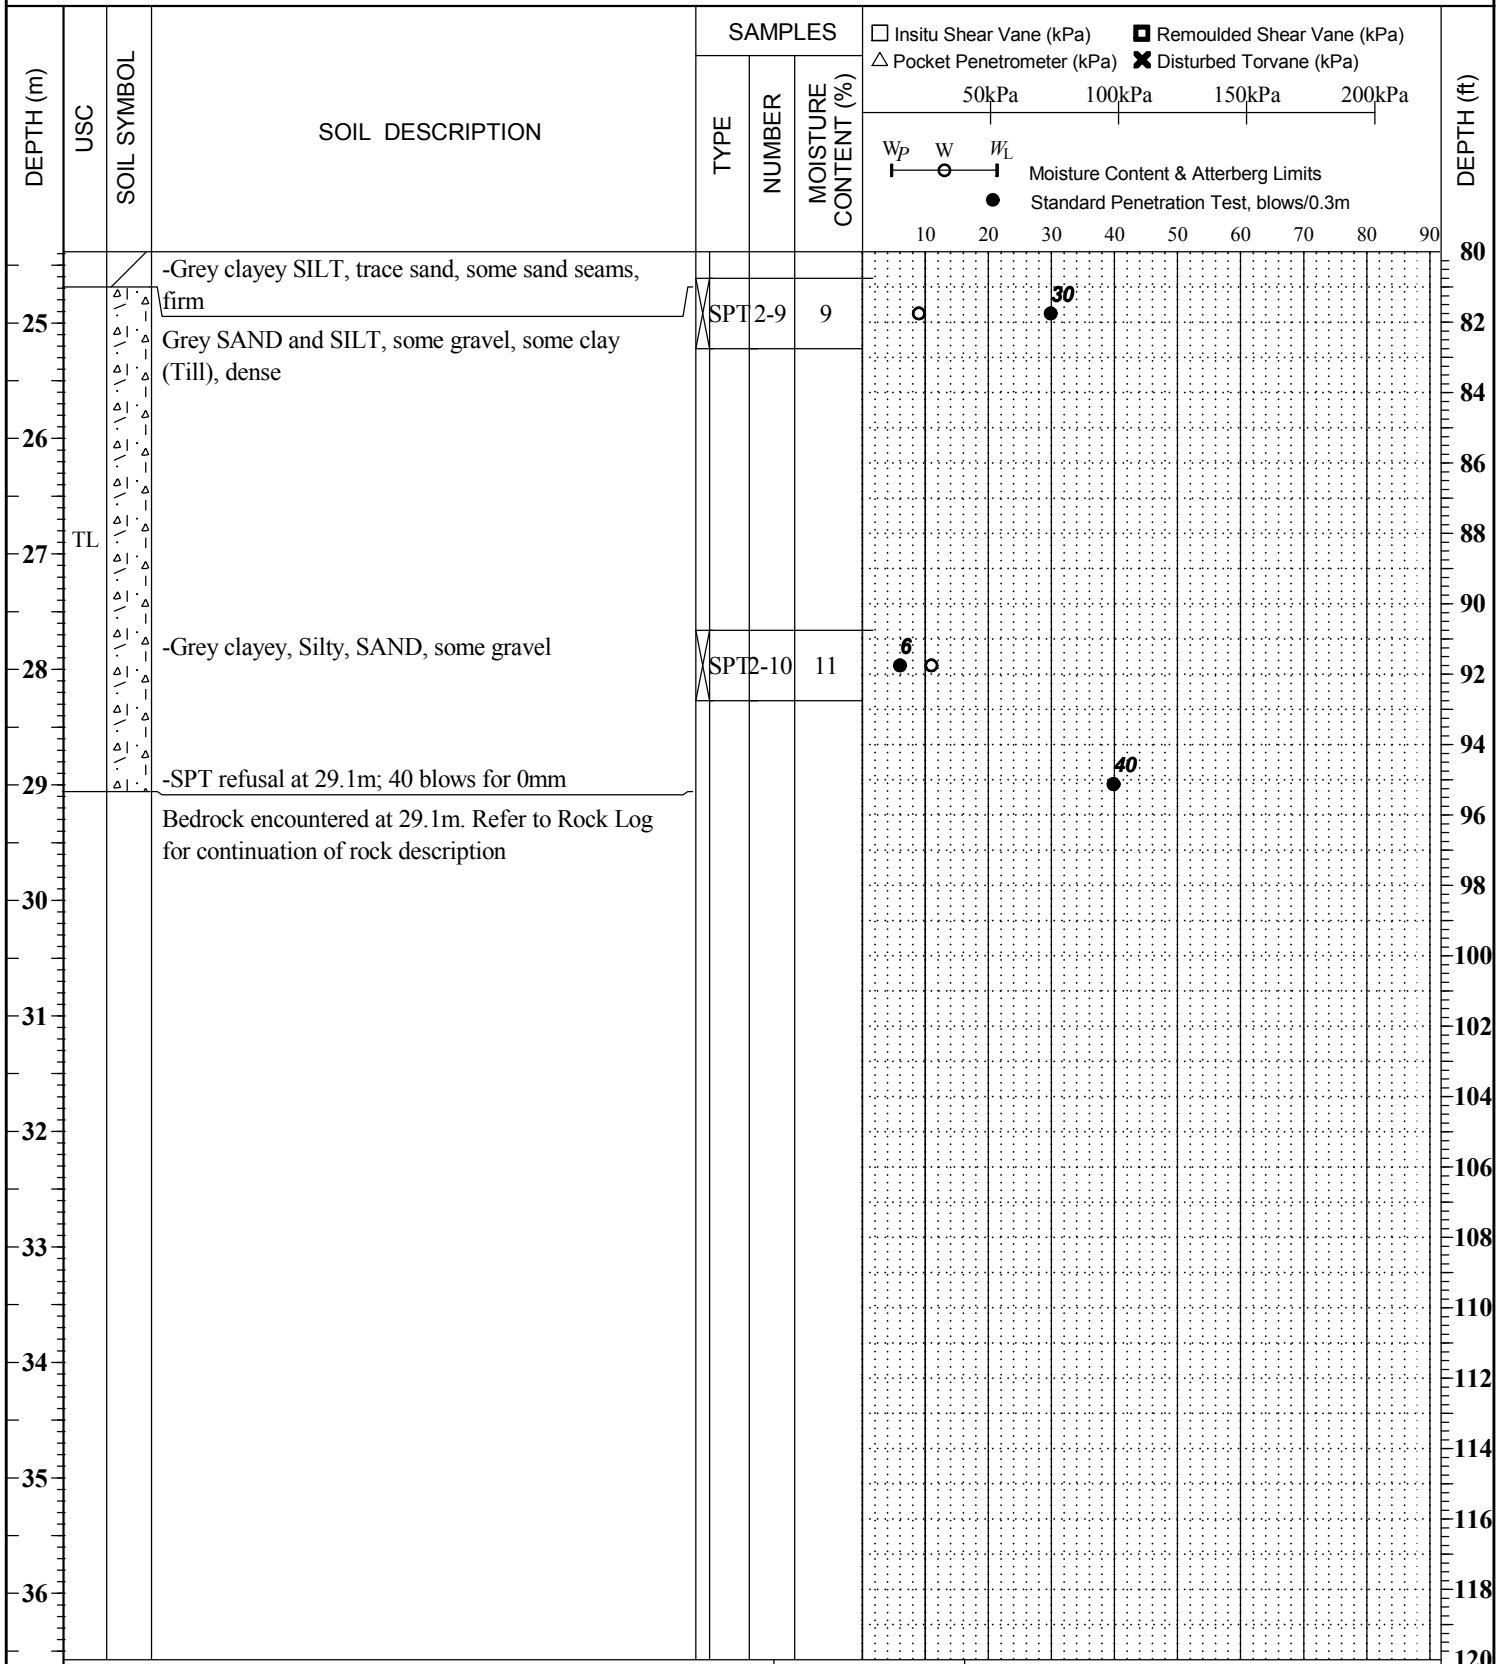 SAMPLES
Insitu Shear Vane (kPa)
Remoulded Shear Vane (kPa)
Pocket Penetrometer (kPa)
Disturbed Torvane (kPa)
50kPa 100kPa 150kPa 200kPa
DEPTH (m)
USC
SOIL SYMBOL
SOIL DESCRIPTION
TYPE
NUMBER
MOISTURE
CONTENT (%)
DEPTH (ft)
WP W WL
Moisture Content & Atterberg Limits
Standard Penetration Test, blows/0.3m
10 20 30 40 50 60 70 80 90
-Grey clayey SILT, trace sand, some sand seams,
firm
Grey SAND and SILT, some gravel, some clay
(Till), dense
SPT 2-9 9
30
TL
-Grey clayey, Silty, SAND, some gravel
SPT 2-10 11
6
-SPT refusal at 29.1m; 40 blows for 0mm
40
Bedrock encountered at 29.1m. Refer to Rock Log
for continuation of rock description
25
26
27
28
29
30
31
32
33
34
35
36
80
82
84
86
88
90
92
94
96
98
100
102
104
106
108
110
112
114
116
118
120